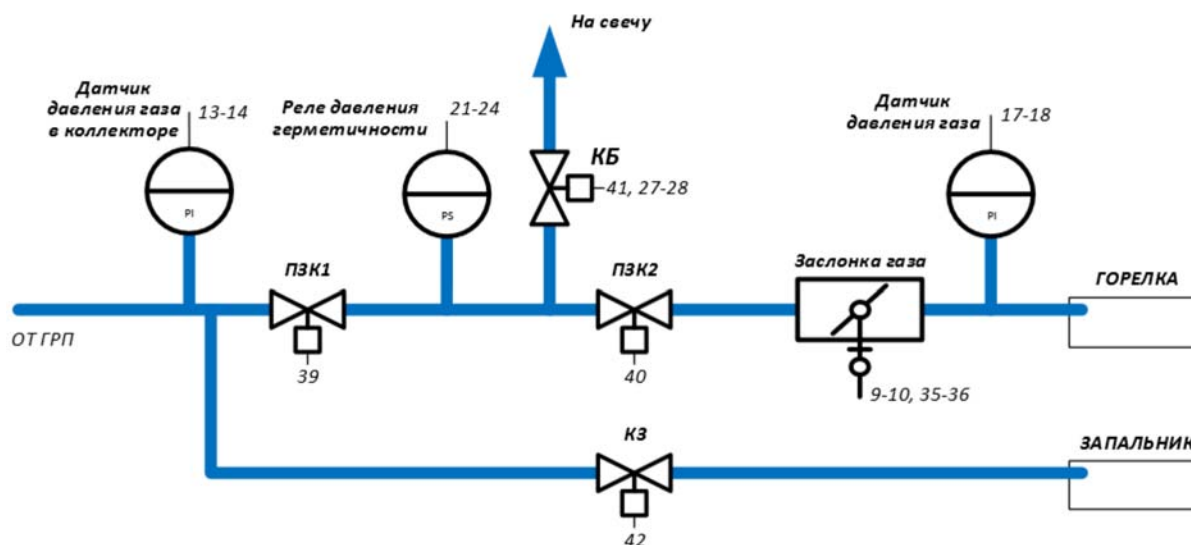 На свечу
Датчик
давления газа
в коллекторе
13-14
Реле давления
герметичности
21-24
КБ
41, 27-28
Датчик
давления газа
17-18
PI
PS
PI
ПЗК1
ПЗК2
Заслонка газа
ГОРЕЛКА
ОТ ГРП
39
40
9-10, 35-36
КЗ
ЗАПАЛЬНИК
42